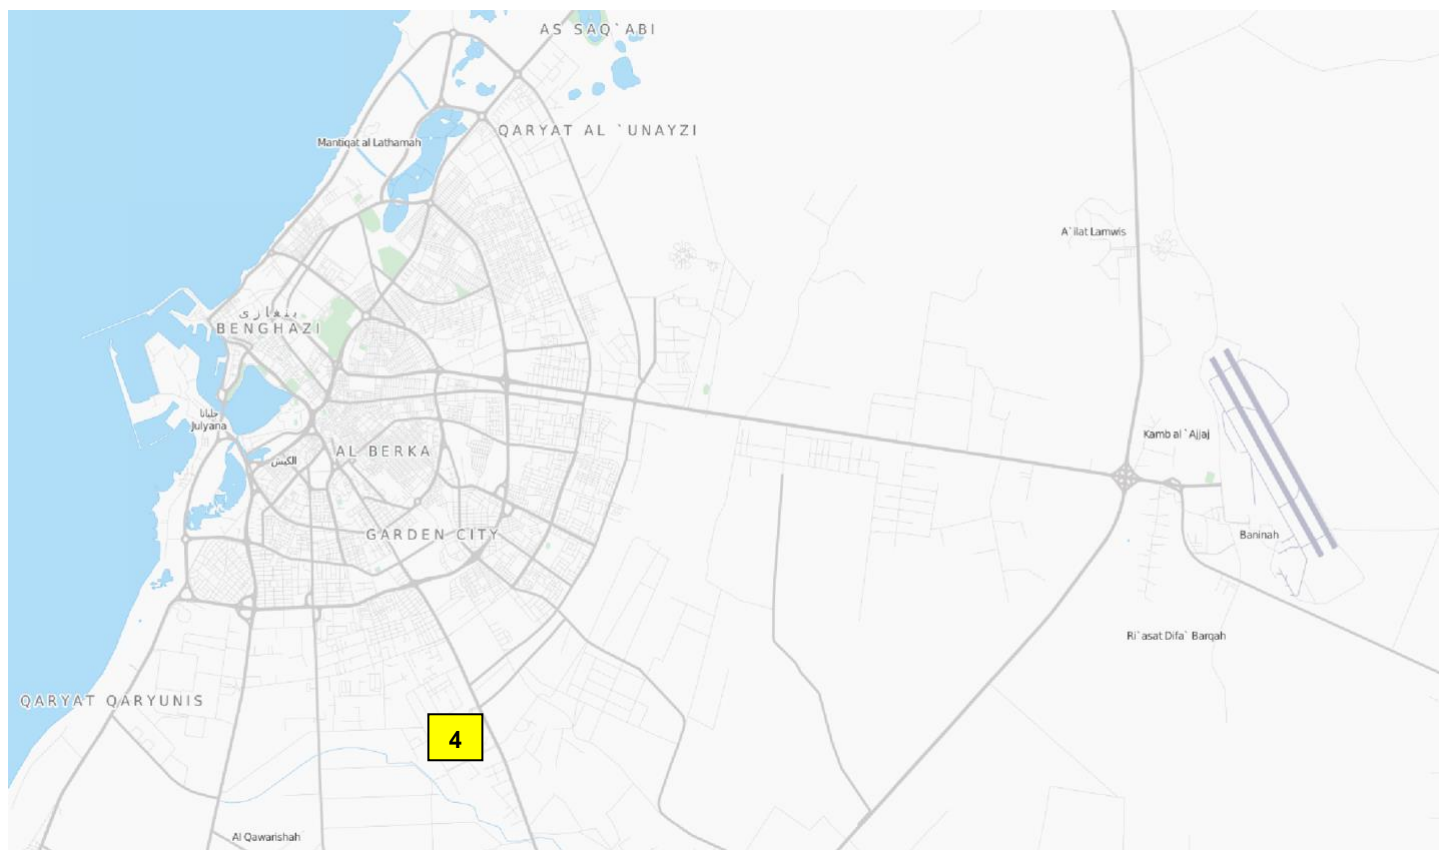 AS SAQ`ABI
QARYAT AL `UNAYZI
Mantiqat al Lathamah
A`ilat Lamwis
بنغازى
BENGHAZI
جليانا
Julyana
AL BERKA
الكيش
Kamb al `Ajjaj
GARDEN CITY
Baninah
Ri`asat Difa` Barqah
QARYAT QARYUNIS
4
Al Qawarishah